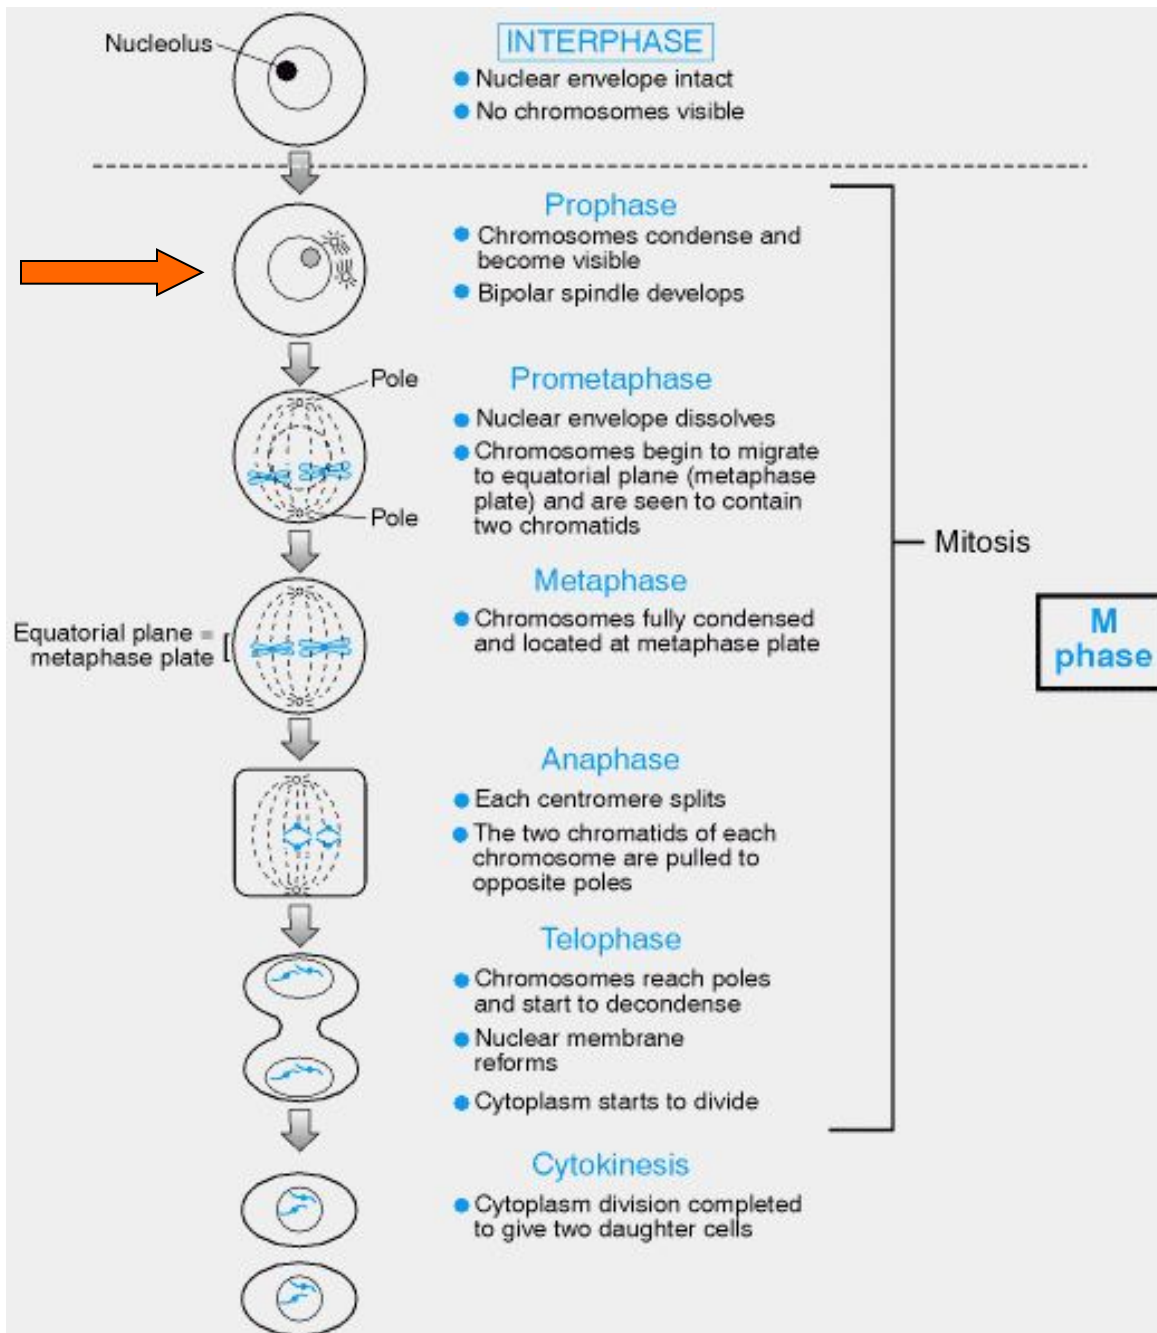 Nucleolus
INTERPHASE
Nuclear envelope intact
No chromosomes visible
Prophase
Chromosomes condense and
become visible
Bipolar spindle develops
Pole
Prometaphase
Nuclear envelope dissolves
Chromosomes begin to migrate
to equatorial plane (metaphase
plate) and are seen to contain
two chromatids
Pole
Mitosis
Metaphase
Chromosomes fully condensed
and located at metaphase plate
Equatorial plane =
metaphase plate
M
phase
Anaphase
Each centromere splits
The two chromatids of each
chromosome are pulled to
opposite poles
Telophase
Chromosomes reach poles
and start to decondense
Nuclear membrane
reforms
Cytoplasm starts to divide
Cytokinesis
Cytoplasm division completed
to give two daughter cells